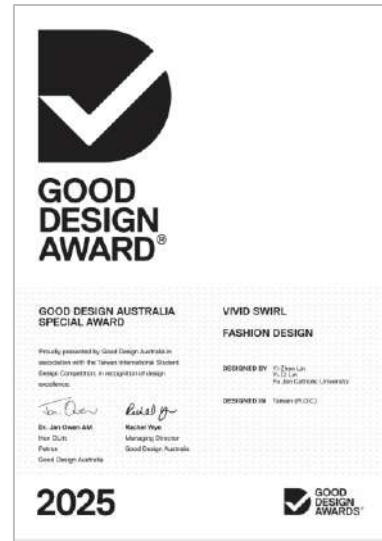 GOOD
DESIGN
AWARD®
GOOD DESIGN AUSTRALIA
SPECIAL AWARD
Proudly presented by Good Design Australia in
association with the Taiwan International Student
Design Competition, in recognition of design
excellence.
Dr. Jan Owen AM
Hon DLitt
Patron
Good Design Australia
Rachel Wye
Managing Director
Good Design Australia
VIVID SWIRL
FASHION DESIGN
DESIGNED BY
Fu Jen Catholic University
DESIGNED IN Taiwan (R.O.C)
2025
GOOD
DESIGN
AWARDS®